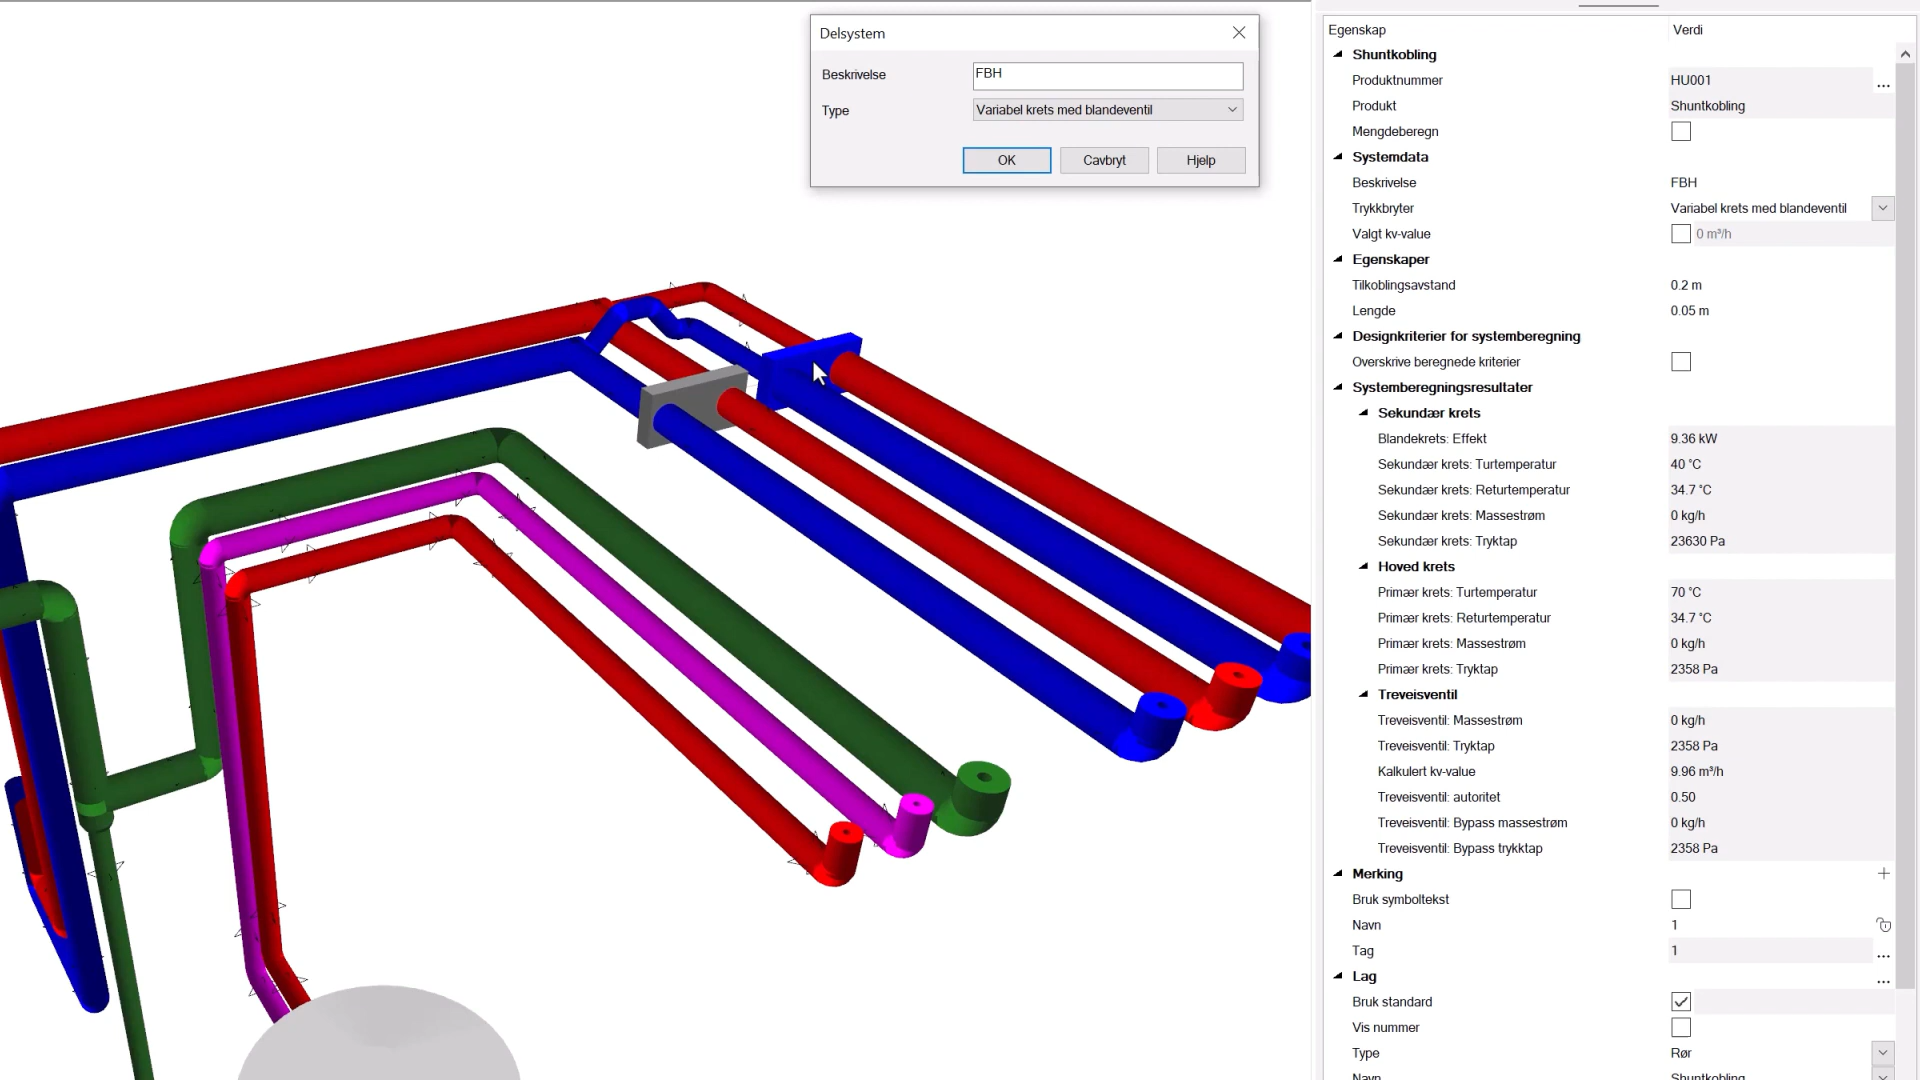 Delsystem
Beskrivelse FBH
Type Variabel krets med blandeventil
OK Cavbryt Hjelp
Egenskap Verdi
Shuntkobling
Produktnummer HU001 ...
Produkt Shuntkobling
Mengdeberegn
Systemdata
Beskrivelse FBH
Trykkbryter Variabel krets med blandeventil
Valgt kv-value 0 m³/h
Egenskaper
Tilkoblingsavstand 0.2 m
Lengde 0.05 m
Designkriterier for systemberegning
Overskrive beregnede kriterier
Systemberegningsresultater
Sekundær krets
Blandekrets: Effekt 9.36 kW
Sekundær krets: Turtemperatur 40 °C
Sekundær krets: Returtemperatur 34.7 °C
Sekundær krets: Massestrøm 0 kg/h
Sekundær krets: Tryktap 23630 Pa
Hoved krets
Primær krets: Turtemperatur 70 °C
Primær krets: Returtemperatur 34.7 °C
Primær krets: Massestrøm 0 kg/h
Primær krets: Tryktap 2358 Pa
Treveisventil
Treveisventil: Massestrøm 0 kg/h
Treveisventil: Tryktap 2358 Pa
Kalkulert kv-value 9.96 m³/h
Treveisventil: autoritet 0.50
Treveisventil: Bypass massestrøm 0 kg/h
Treveisventil: Bypass trykktap 2358 Pa
Merking
Bruk symboltekst
Navn 1
Tag 1 ...
Lag ...
Bruk standard
Vis nummer
Type Rør
Navn Shuntkobling